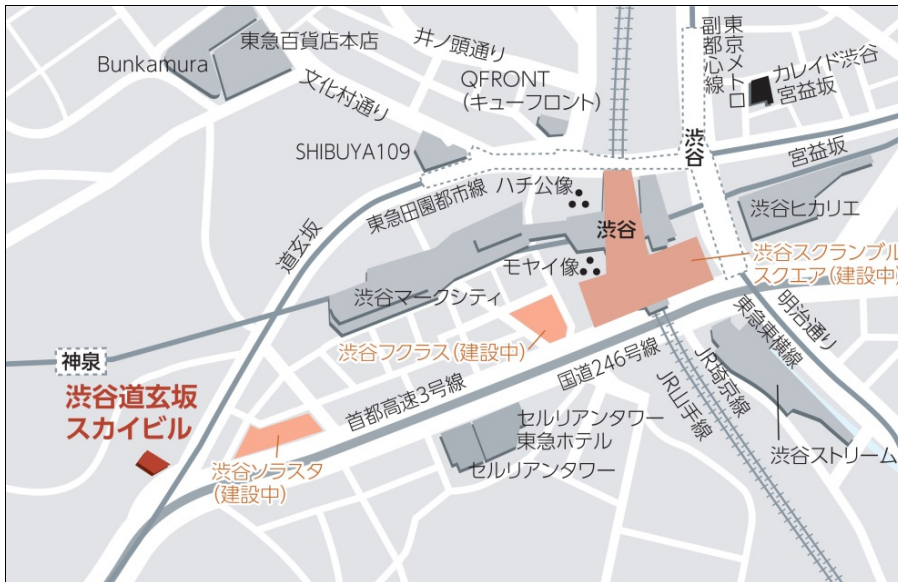 東急百貨店本店
Bunkamura
井ノ頭通り
文化村通り
QFRONT
(キューフロント)
東京メトロ
副都心線
カレイド渋谷
宮益坂
SHIBUYA109
渋谷
宮益坂
ハチ公像
東急田園都市線
道玄坂
渋谷
渋谷ヒカリエ
モヤイ像
渋谷スクランブル
スクエア(建設中)
渋谷マークシティ
渋谷フクラス(建設中)
明治通り
東急東横線
神泉
国道246号線
JR埼京線
JR山手線
渋谷道玄坂
スカイビル
首都高速3号線
セルリアンタワー
東急ホテル
セルリアンタワー
渋谷ストリーム
渋谷ソラスタ
(建設中)